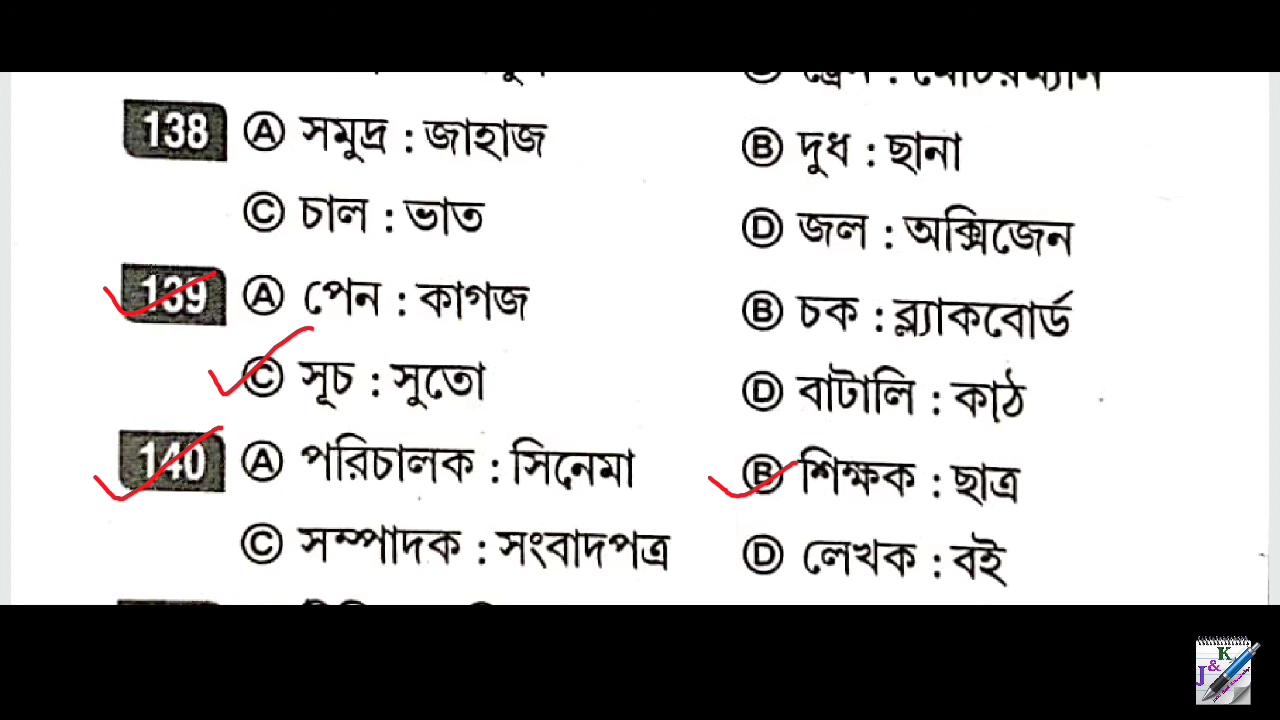 138 Ⓐ সমুদ্র : জাহাজ Ⓑ দুধ : ছানা
Ⓒ চাল : ভাত Ⓓ জল : অক্সিজেন
139 Ⓐ পেন : কাগজ Ⓑ চক : ব্ল্যাকবোর্ড
Ⓒ সূচ : সুতো Ⓓ বাটালি : কাঠ
140 Ⓐ পরিচালক : সিনেমা Ⓑ শিক্ষক : ছাত্র
Ⓒ সম্পাদক : সংবাদপত্র Ⓓ লেখক : বই
J&K